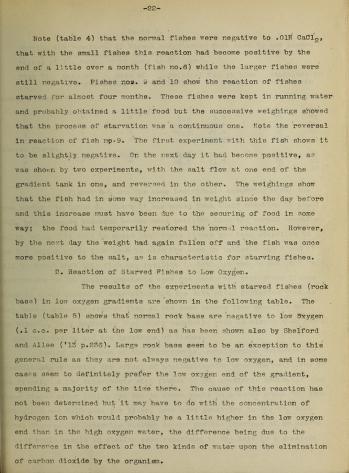 -22-
Note (table 4) that the normal fishes were negative to .01N CaCl2,
that with the small fishes this reaction had become positive by the
end of a little over a month (fish no.6) while the larger fishes were
still negative. Fishes nos. 9 and 10 show the reaction of fishes
starved for almost four months. These fishes were kept in running water
and probably obtained a little food but the successive weighings showed
that the process of starvation was a continuous one. Note the reversal
in reaction of fish no.9. The first experiment with this fish shows it
to be slightly negative. On the next day it had become positive, as
was shown by two experiments, with the salt flow at one end of the
gradient tank in one, and reversed in the other. The weighings show
that the fish had in some way increased in weight since the day before
and this increase must have been due to the securing of food in some
way; the food had temporarily restored the normal reaction. However,
by the next day the weight had again fallen off and the fish was once
more positive to the salt, as is characteristic for starving fishes.
2. Reaction of Starved Fishes to Low Oxygen.
The results of the experiments with starved fishes (rock
bass) in low oxygen gradients are shown in the following table. The
table (table 5) shows that normal rock bass are negative to low oxygen
(.1 c.c. per liter at the low end) as has been shown also by Shelford
and Allee ('13 p.236). Large rock bass seem to be an exception to this
general rule as they are not always negative to low oxygen, and in some
cases seem to definitely prefer the low oxygen end of the gradient,
spending a majority of the time there. The cause of this reaction has
not been determined but it may have to do with the concentration of
hydrogen ion which would probably be a little higher in the low oxygen
end than in the high oxygen water, the difference being due to the
difference in the effect of the two kinds of water upon the elimination
of carbon dioxide by the organism.